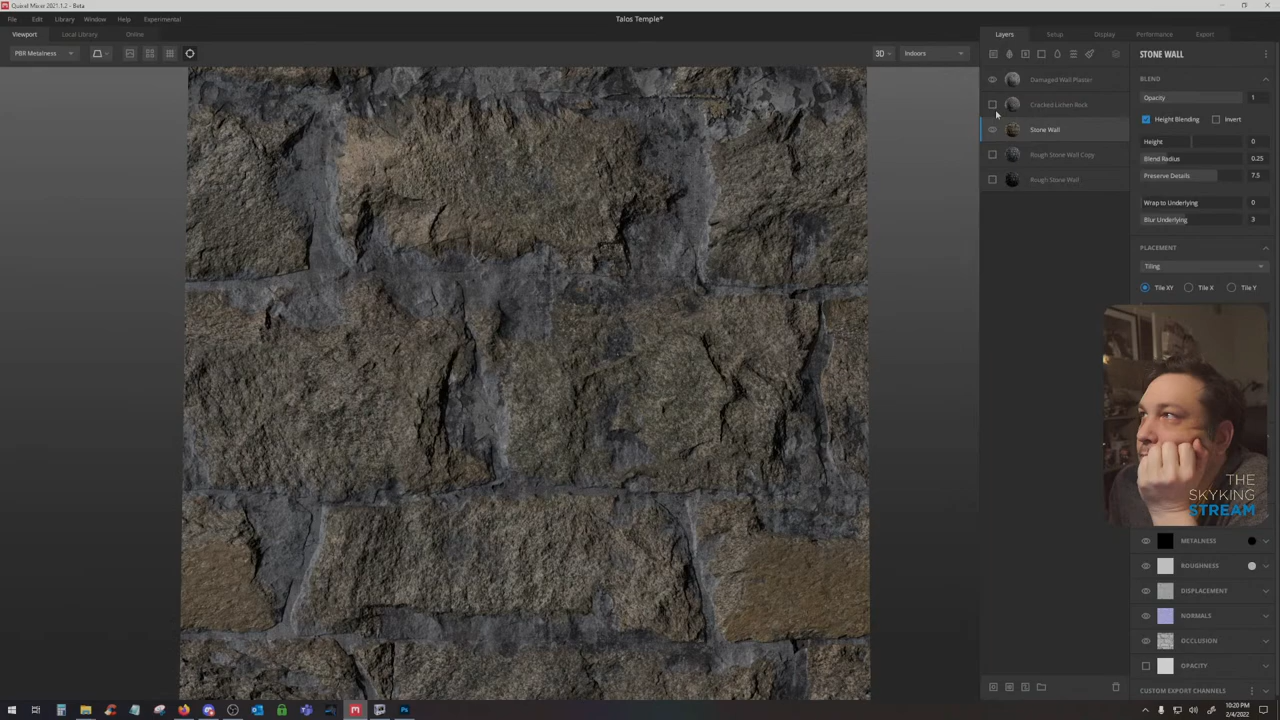 Quixel Mixer 2021.1.2 - Beta
File Edit Library Window Help Experimental
Talos Temple*
Viewport Local Library Online
Layers Setup Display Performance Export
PBR Metalness
3D
Indoors
STONE WALL
Damaged Wall Plaster
Cracked Lichen Rock
Stone Wall
Rough Stone Wall Copy
Rough Stone Wall
BLEND
Opacity 1
Height Blending Invert
Height 0
Blend Radius 0.25
Preserve Details 7.5
Wrap to Underlying 0
Blur Underlying 3
PLACEMENT
Tiling
Tile XY Tile X Tile Y
THE
SKYKING
STREAM
METALNESS
ROUGHNESS
DISPLACEMENT
NORMALS
OCCLUSION
OPACITY
CUSTOM EXPORT CHANNELS
10:20 PM
2/4/2022